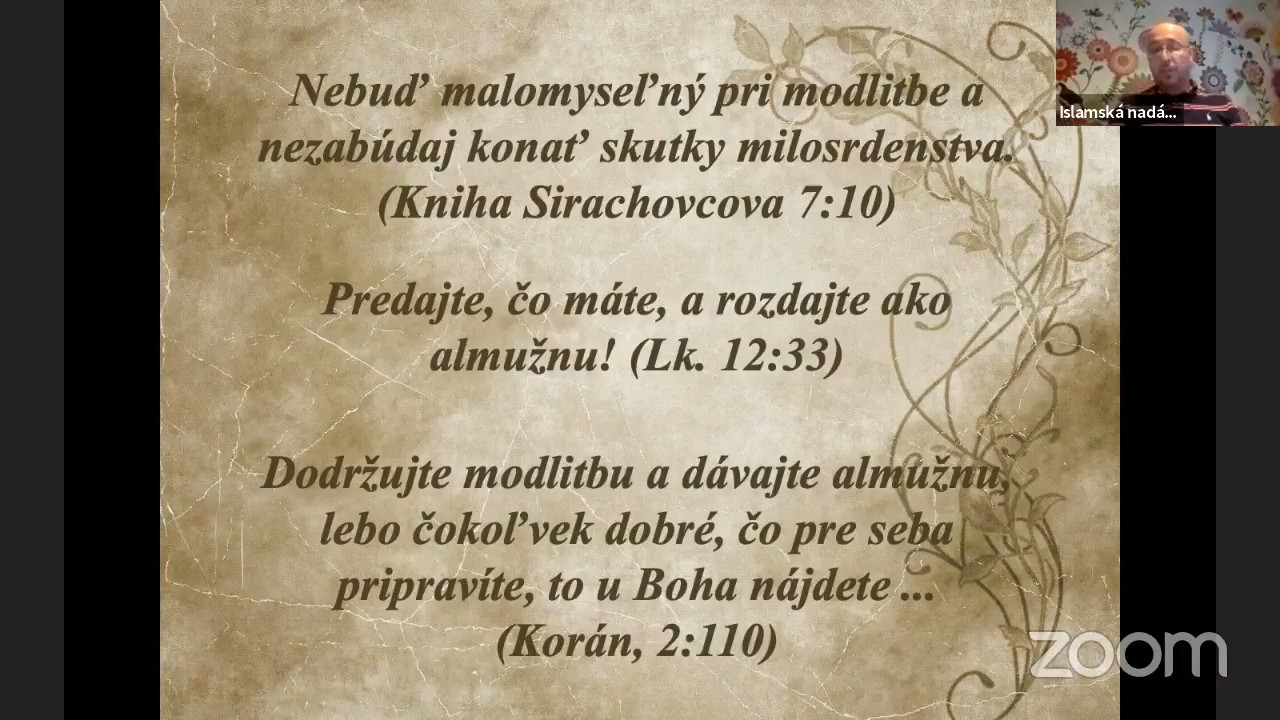 Nebuď malomyseľný pri modlitbe a
nezabúdaj konať skutky milosrdenstva.
(Kniha Sirachovcova 7:10)
Predajte, čo máte, a rozdajte ako
almužnu! (Lk. 12:33)
Dodržujte modlitbu a dávajte almužnu,
lebo čokoľvek dobré, čo pre seba
pripravíte, to u Boha nájdete ...
(Korán, 2:110)
Islamská nadá...
zoom